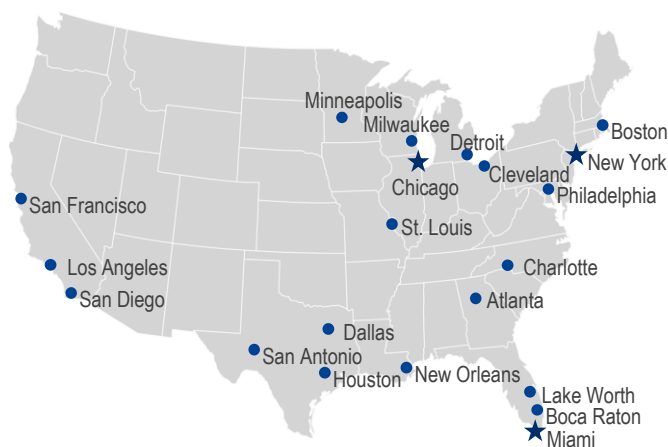 Minneapolis
Milwaukee
Boston
Detroit
New York
Cleveland
Chicago
Philadelphia
San Francisco
St. Louis
Los Angeles
Charlotte
San Diego
Atlanta
Dallas
San Antonio
Houston
New Orleans
Lake Worth
Boca Raton
Miami